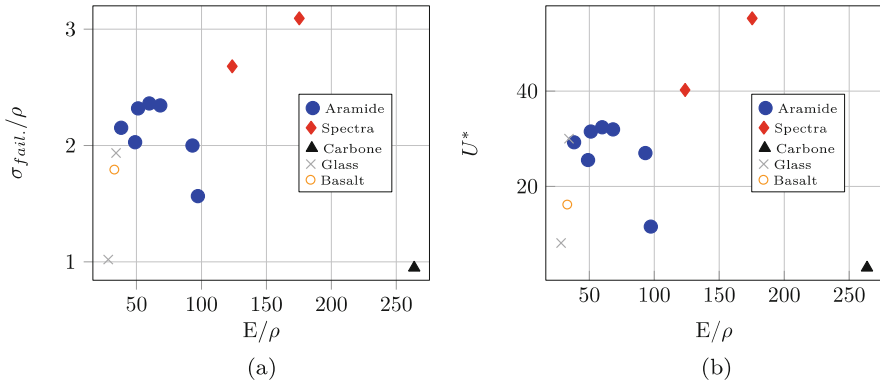 3
2
1
σ_fail./ρ
50
100
150
200
250
E/ρ
Aramide
Spectra
Carbone
Glass
Basalt
(a)
40
20
U*
50
100
150
200
250
E/ρ
Aramide
Spectra
Carbone
Glass
Basalt
(b)